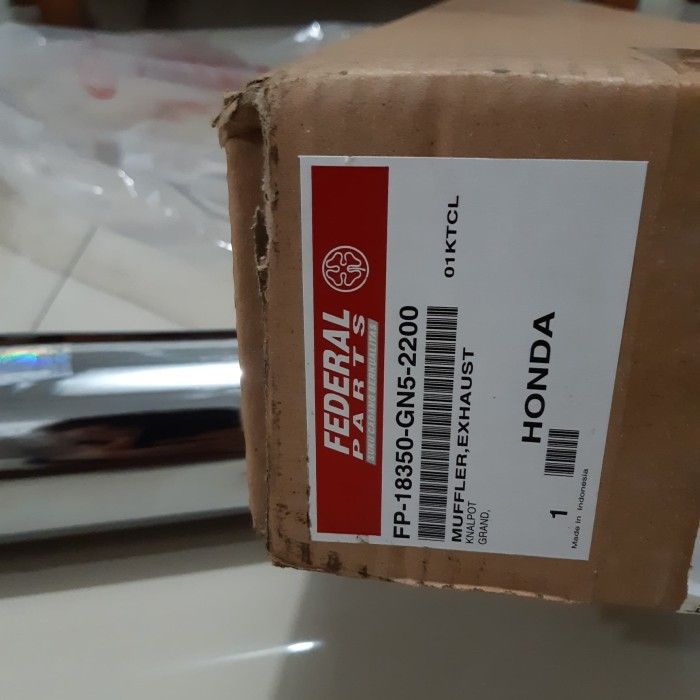 FEDERAL
PARTS
SUKU CADANG BERKUALITAS
FP-18350-GN5-2200
01KTCL
MUFFLER,EXHAUST
KNALPOT
GRAND,
HONDA
1
Made in Indonesia